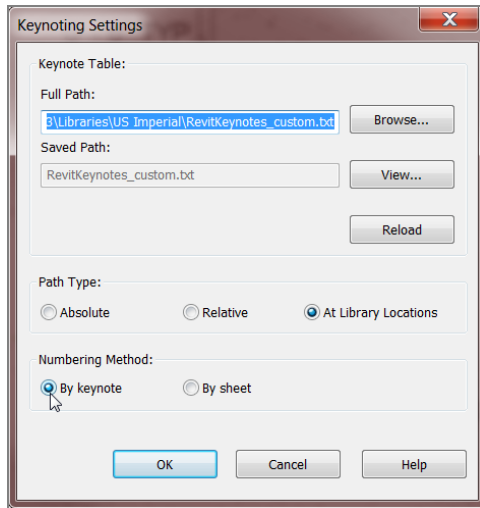 Keynoting Settings
Keynote Table:
Full Path:
3\Libraries\US Imperial\RevitKeynotes_custom.txt
Browse...
Saved Path:
RevitKeynotes_custom.txt
View...
Reload
Path Type:
Absolute
Relative
At Library Locations
Numbering Method:
By keynote
By sheet
OK
Cancel
Help